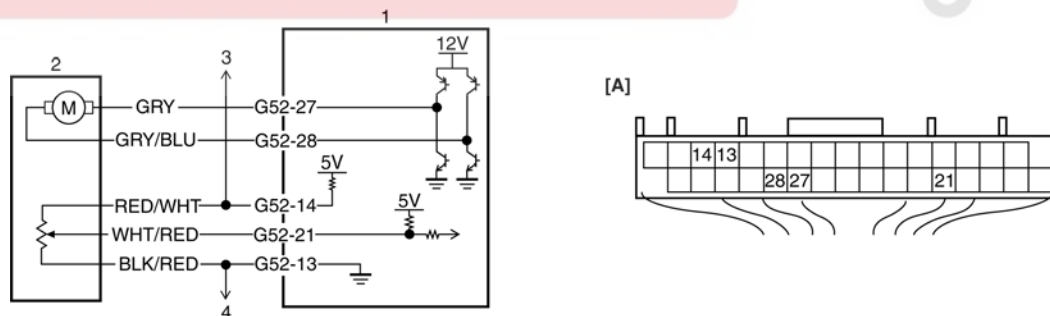 1
2
3
12V
[A]
M
GRY
G52-27
GRY/BLU
G52-28
5V
RED/WHT
G52-14
5V
WHT/RED
G52-21
BLK/RED
G52-13
4
14 13
28 27 21